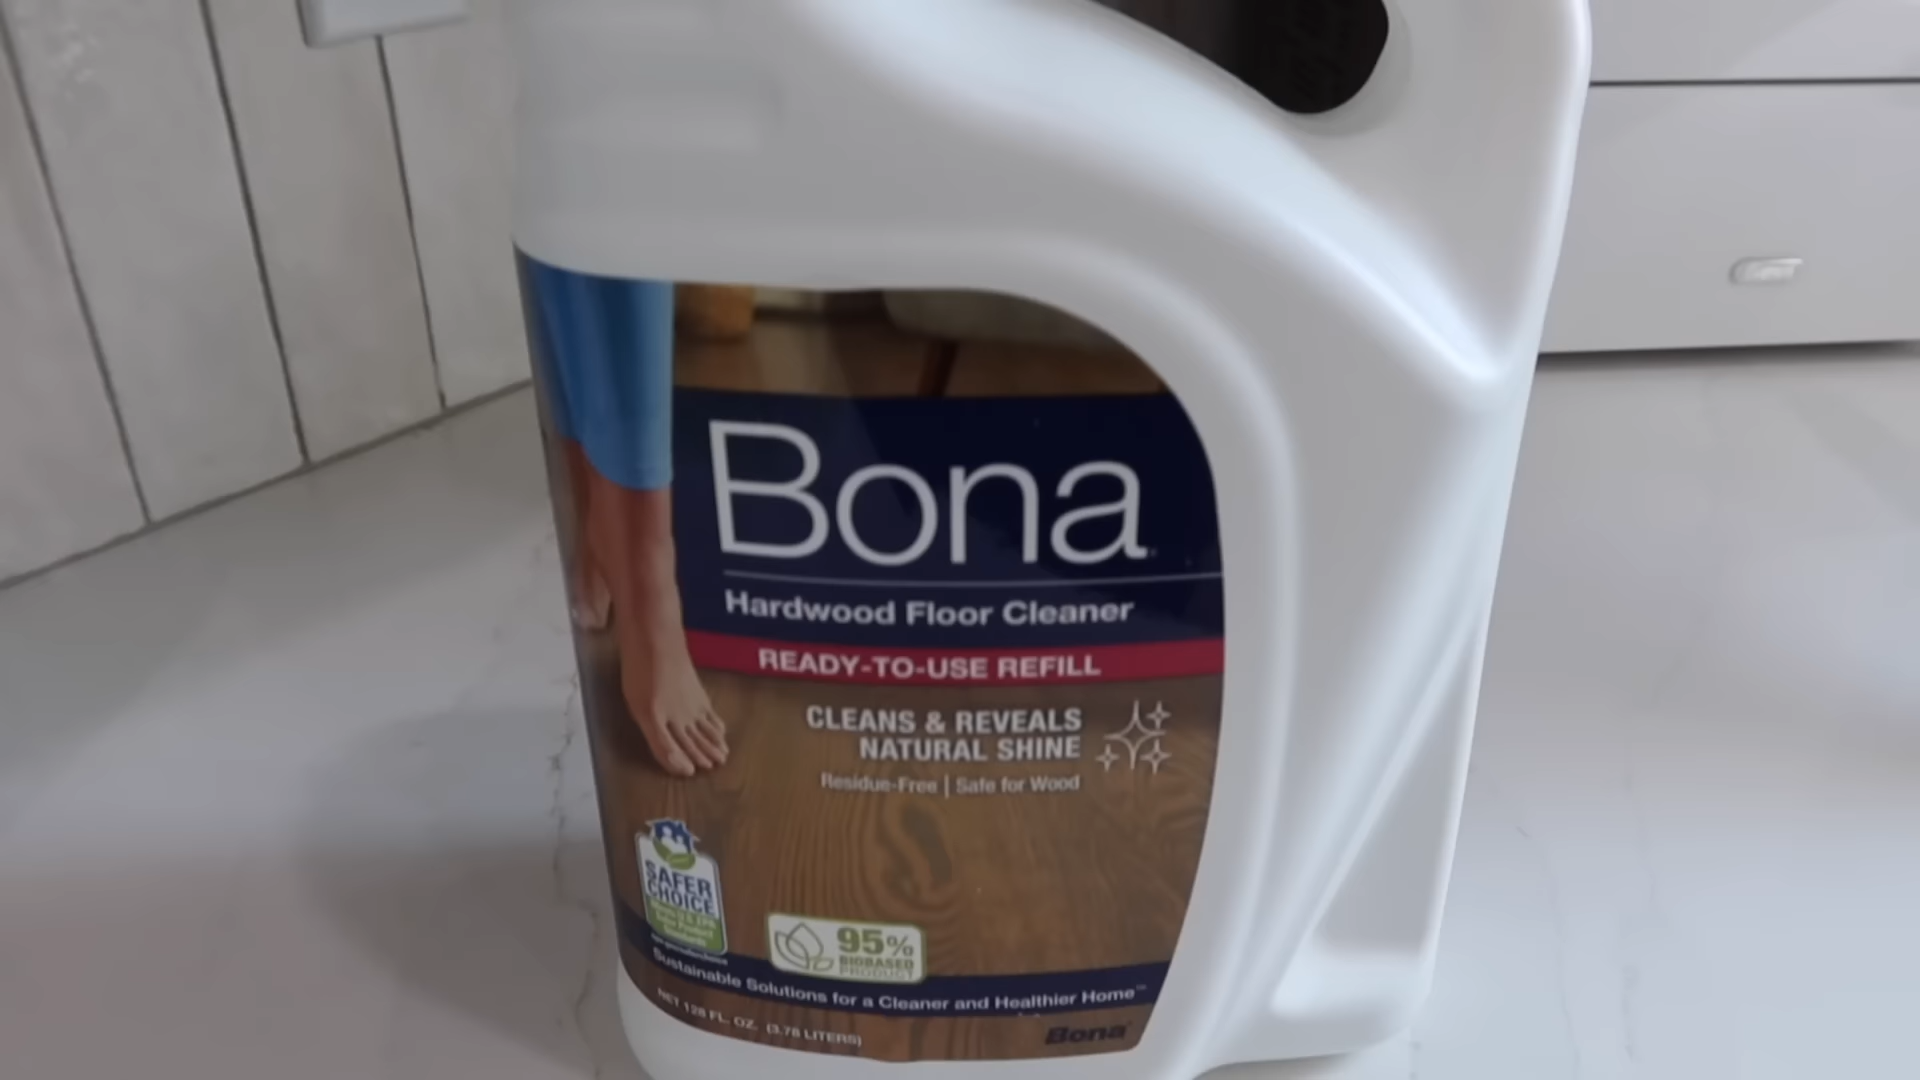 Bona
Hardwood Floor Cleaner
READY-TO-USE REFILL
CLEANS & REVEALS
NATURAL SHINE
Residue-Free | Safe for Wood
SAFER
CHOICE
95%
BIOBASED
PRODUCT
Sustainable Solutions for a Cleaner and Healthier Home™
NET 128 FL. OZ. (3.78 LITERS)
Bona